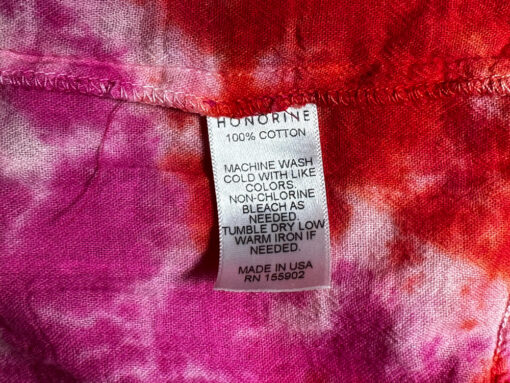 HONORINE
100% COTTON
MACHINE WASH
COLD WITH LIKE
COLORS.
NON-CHLORINE
BLEACH AS
NEEDED.
TUMBLE DRY LOW
WARM IRON IF
NEEDED.
MADE IN USA
RN 155902